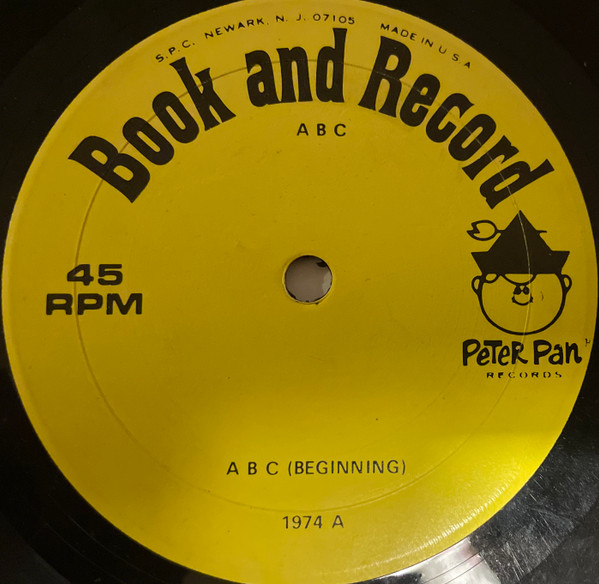 S.P.C. NEWARK, N. J. 07105 MADE IN U S A
Book and Record
A B C
45
RPM
PETER PAN
RECORDS
A B C (BEGINNING)
1974 A